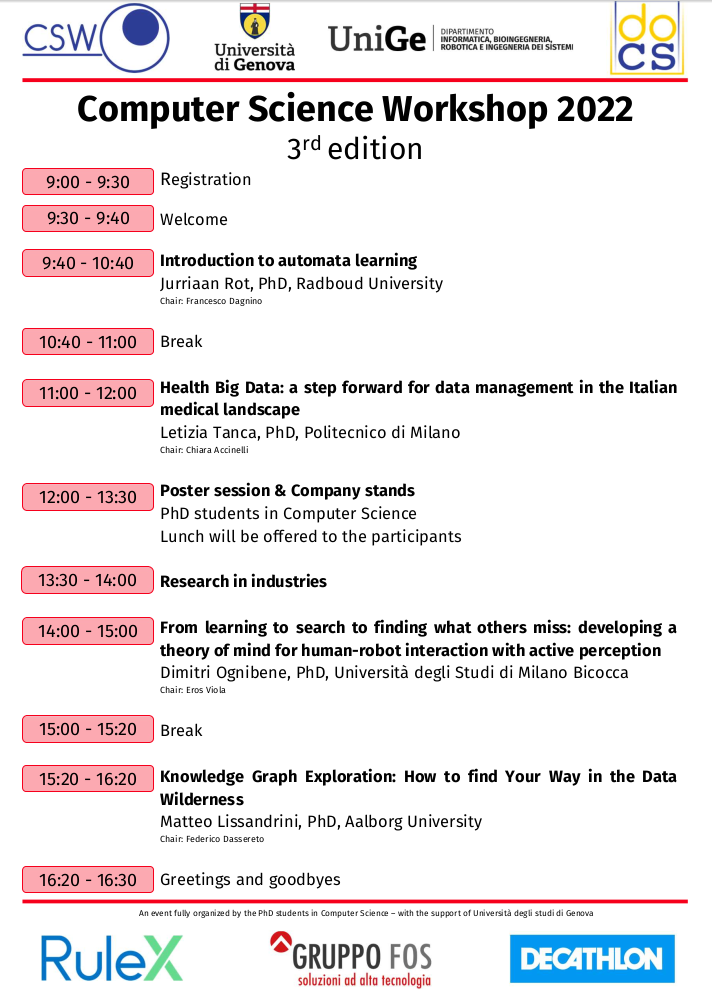 CSW
Università
di Genova
UniGe
DIPARTIMENTO
INFORMATICA, BIOINGEGNERIA,
ROBOTICA E INGEGNERIA DEI SISTEMI
do
CS
Computer Science Workshop 2022
3rd edition
9:00 - 9:30 Registration
9:30 - 9:40 Welcome
9:40 - 10:40 Introduction to automata learning
Jurriaan Rot, PhD, Radboud University
Chair: Francesco Dagnino
10:40 - 11:00 Break
11:00 - 12:00 Health Big Data: a step forward for data management in the Italian
medical landscape
Letizia Tanca, PhD, Politecnico di Milano
Chair: Chiara Accinelli
12:00 - 13:30 Poster session & Company stands
PhD students in Computer Science
Lunch will be offered to the participants
13:30 - 14:00 Research in industries
14:00 - 15:00 From learning to search to finding what others miss: developing a
theory of mind for human-robot interaction with active perception
Dimitri Ognibene, PhD, Università degli Studi di Milano Bicocca
Chair: Eros Viola
15:00 - 15:20 Break
15:20 - 16:20 Knowledge Graph Exploration: How to find Your Way in the Data
Wilderness
Matteo Lissandrini, PhD, Aalborg University
Chair: Federico Dassereto
16:20 - 16:30 Greetings and goodbyes
An event fully organized by the PhD students in Computer Science – with the support of Università degli studi di Genova
RuleX
GRUPPO FOS
soluzioni ad alta tecnologia
DECATHLON